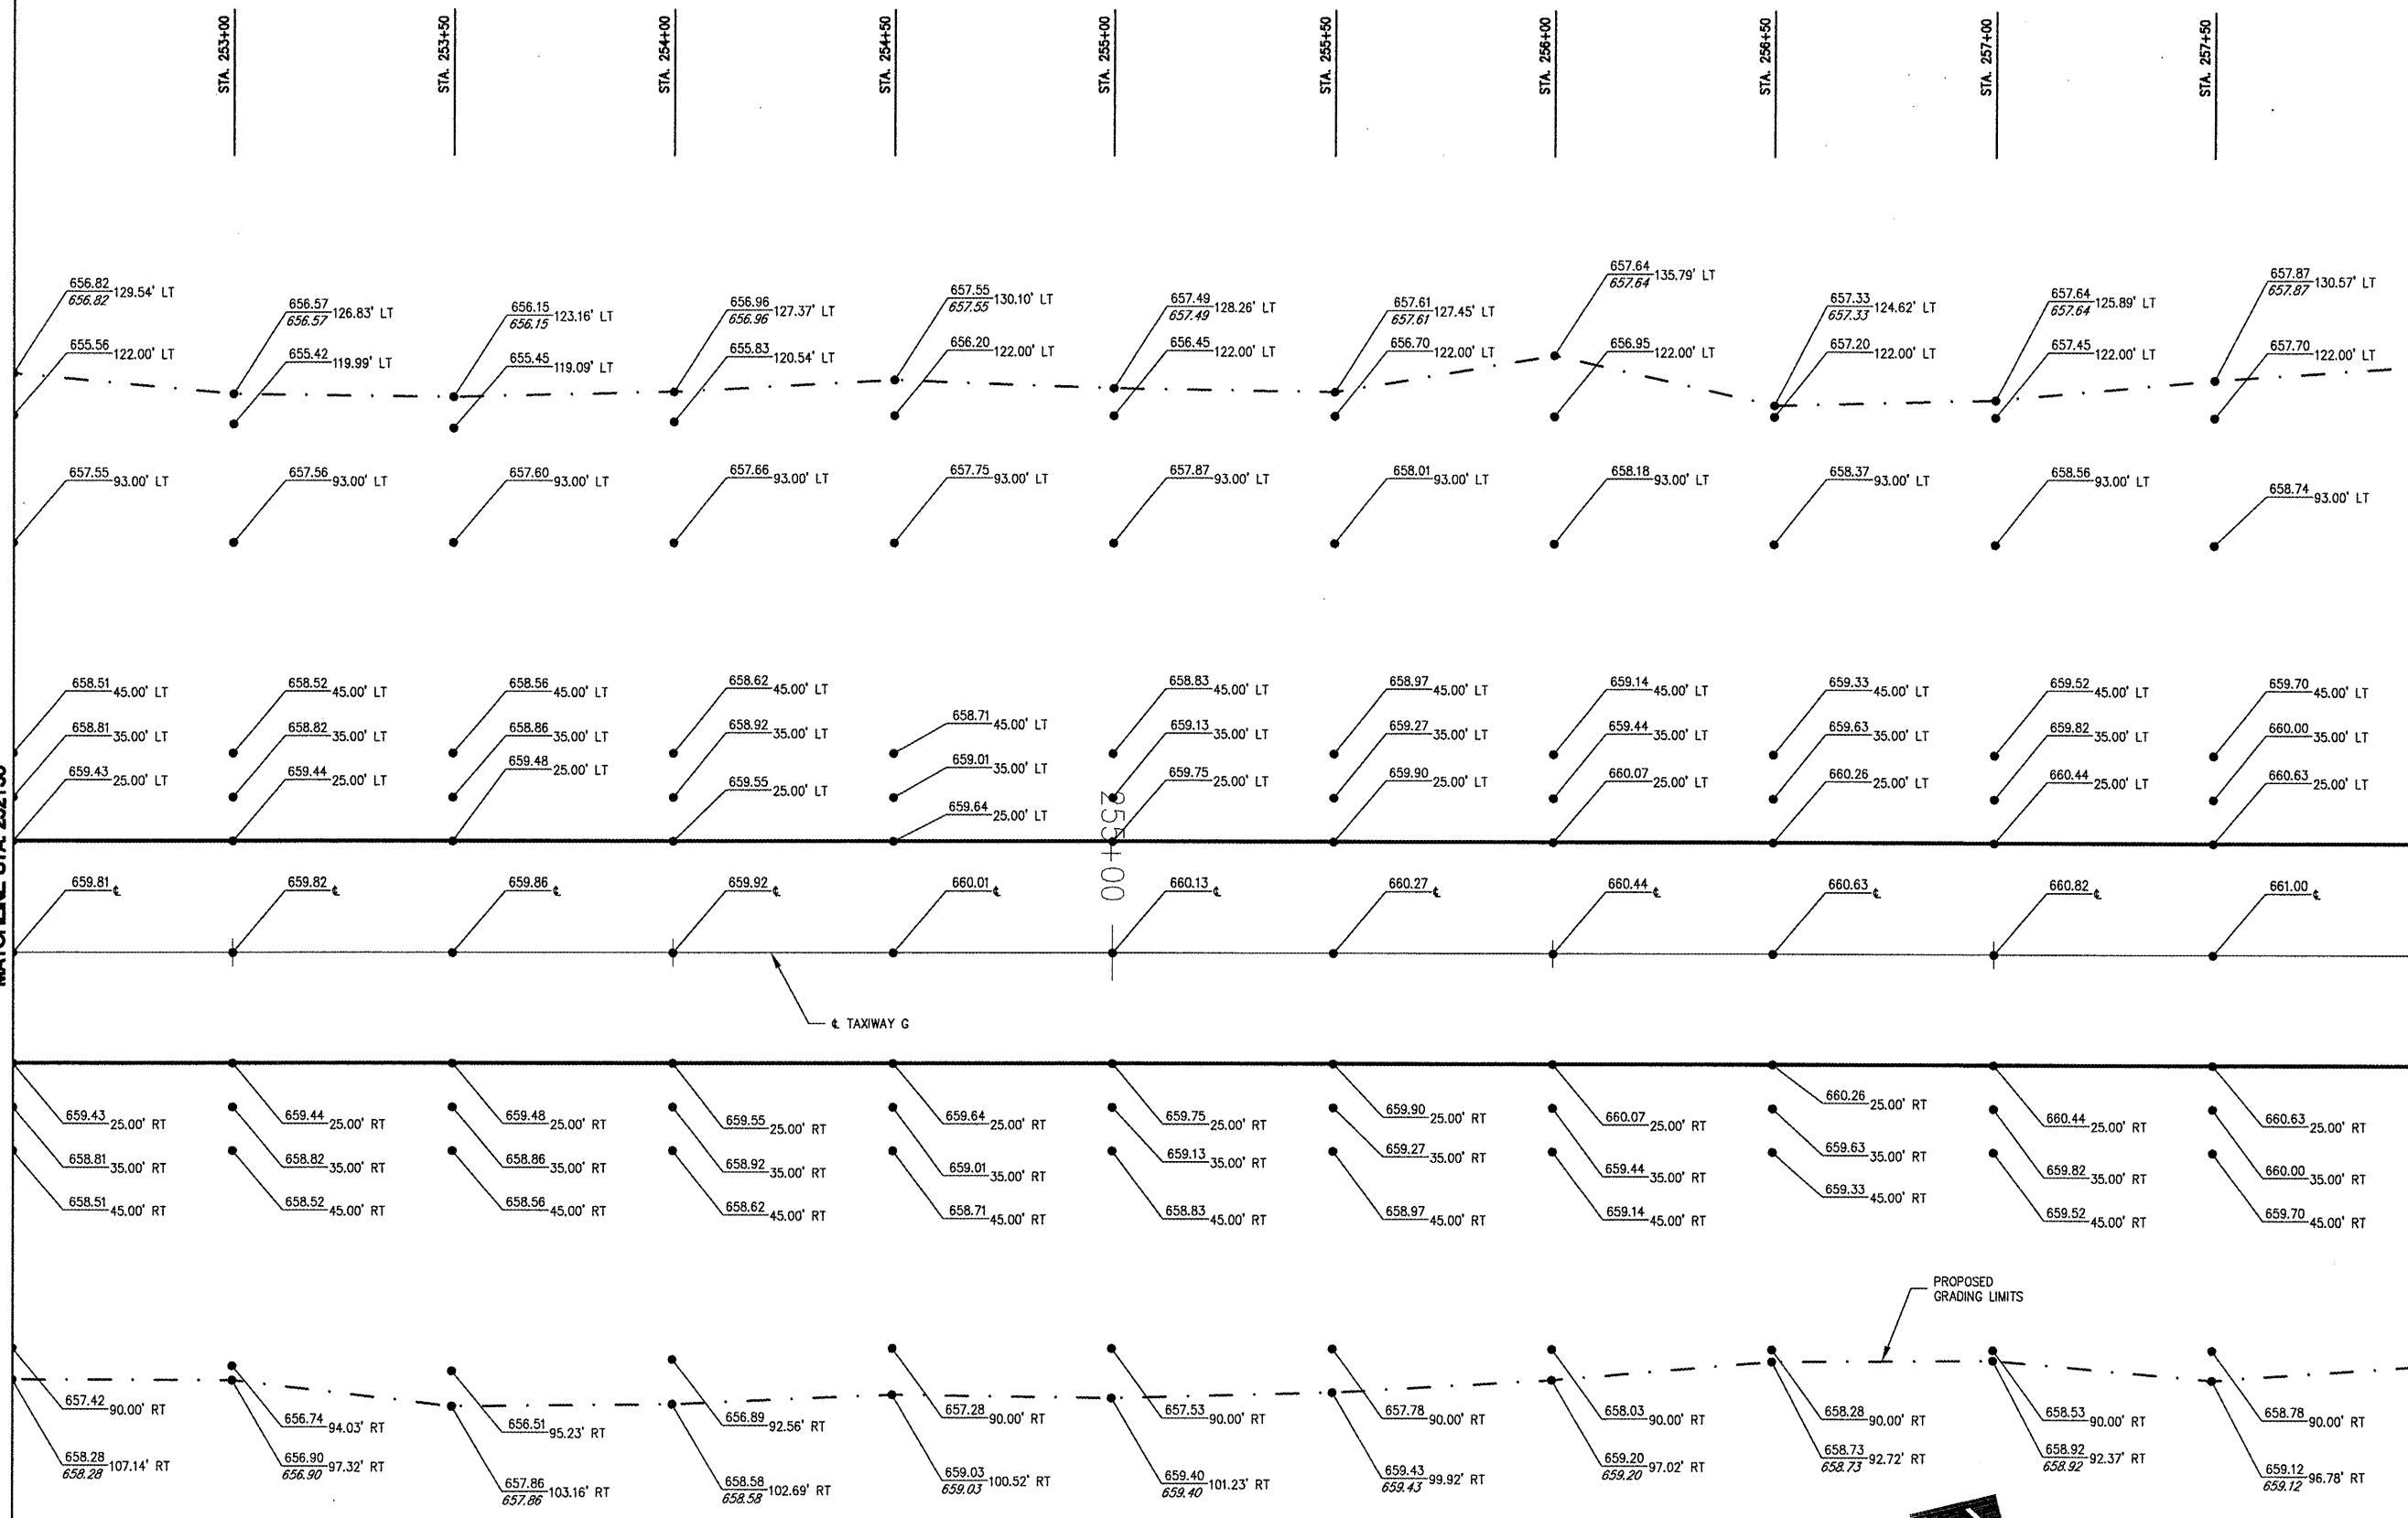 STA. 253+00
STA. 253+50
STA. 254+00
STA. 254+50
STA. 255+00
STA. 255+50
STA. 256+00
STA. 256+50
STA. 257+00
STA. 257+50
656.82 129.54' LT
656.82
656.57 126.83' LT
656.57
656.15 123.16' LT
656.15
656.96 127.37' LT
656.96
657.55 130.10' LT
657.55
657.49 128.26' LT
657.49
657.61 127.45' LT
657.61
657.64 135.79' LT
657.64
657.33 124.62' LT
657.33
657.64 125.89' LT
657.64
657.87 130.57' LT
657.87
655.56 122.00' LT
655.42 119.99' LT
655.45 119.09' LT
655.83 120.54' LT
656.20 122.00' LT
656.45 122.00' LT
656.70 122.00' LT
656.95 122.00' LT
657.20 122.00' LT
657.45 122.00' LT
657.70 122.00' LT
657.55 93.00' LT
657.56 93.00' LT
657.60 93.00' LT
657.66 93.00' LT
657.75 93.00' LT
657.87 93.00' LT
658.01 93.00' LT
658.18 93.00' LT
658.37 93.00' LT
658.56 93.00' LT
658.74 93.00' LT
658.51 45.00' LT
658.52 45.00' LT
658.56 45.00' LT
658.62 45.00' LT
658.71 45.00' LT
658.83 45.00' LT
658.97 45.00' LT
659.14 45.00' LT
659.33 45.00' LT
659.52 45.00' LT
659.70 45.00' LT
658.81 35.00' LT
658.82 35.00' LT
658.86 35.00' LT
658.92 35.00' LT
659.01 35.00' LT
659.13 35.00' LT
659.27 35.00' LT
659.44 35.00' LT
659.63 35.00' LT
659.82 35.00' LT
660.00 35.00' LT
659.43 25.00' LT
659.44 25.00' LT
659.48 25.00' LT
659.55 25.00' LT
659.64 25.00' LT
659.75 25.00' LT
659.90 25.00' LT
660.07 25.00' LT
660.26 25.00' LT
660.44 25.00' LT
660.63 25.00' LT
255+00
659.81 ℄
659.82 ℄
659.86 ℄
659.92 ℄
660.01 ℄
660.13 ℄
660.27 ℄
660.44 ℄
660.63 ℄
660.82 ℄
661.00 ℄
℄ TAXIWAY G
659.43 25.00' RT
659.44 25.00' RT
659.48 25.00' RT
659.55 25.00' RT
659.64 25.00' RT
659.75 25.00' RT
659.90 25.00' RT
660.07 25.00' RT
660.26 25.00' RT
660.44 25.00' RT
660.63 25.00' RT
658.81 35.00' RT
658.82 35.00' RT
658.86 35.00' RT
658.92 35.00' RT
659.01 35.00' RT
659.13 35.00' RT
659.27 35.00' RT
659.44 35.00' RT
659.63 35.00' RT
659.82 35.00' RT
660.00 35.00' RT
658.51 45.00' RT
658.52 45.00' RT
658.56 45.00' RT
658.62 45.00' RT
658.71 45.00' RT
658.83 45.00' RT
658.97 45.00' RT
659.14 45.00' RT
659.33 45.00' RT
659.52 45.00' RT
659.70 45.00' RT
PROPOSED
GRADING LIMITS
657.42 90.00' RT
656.74 94.03' RT
656.51 95.23' RT
656.89 92.56' RT
657.28 90.00' RT
657.53 90.00' RT
657.78 90.00' RT
658.03 90.00' RT
658.28 90.00' RT
658.53 90.00' RT
658.78 90.00' RT
658.28 107.14' RT
658.28
656.90 97.32' RT
656.90
657.86 103.16' RT
657.86
658.58 102.69' RT
658.58
659.03 100.52' RT
659.03
659.40 101.23' RT
659.40
659.43 99.92' RT
659.43
659.20 97.02' RT
659.20
658.73 92.72' RT
658.73
658.92 92.37' RT
658.92
659.12 96.78' RT
659.12